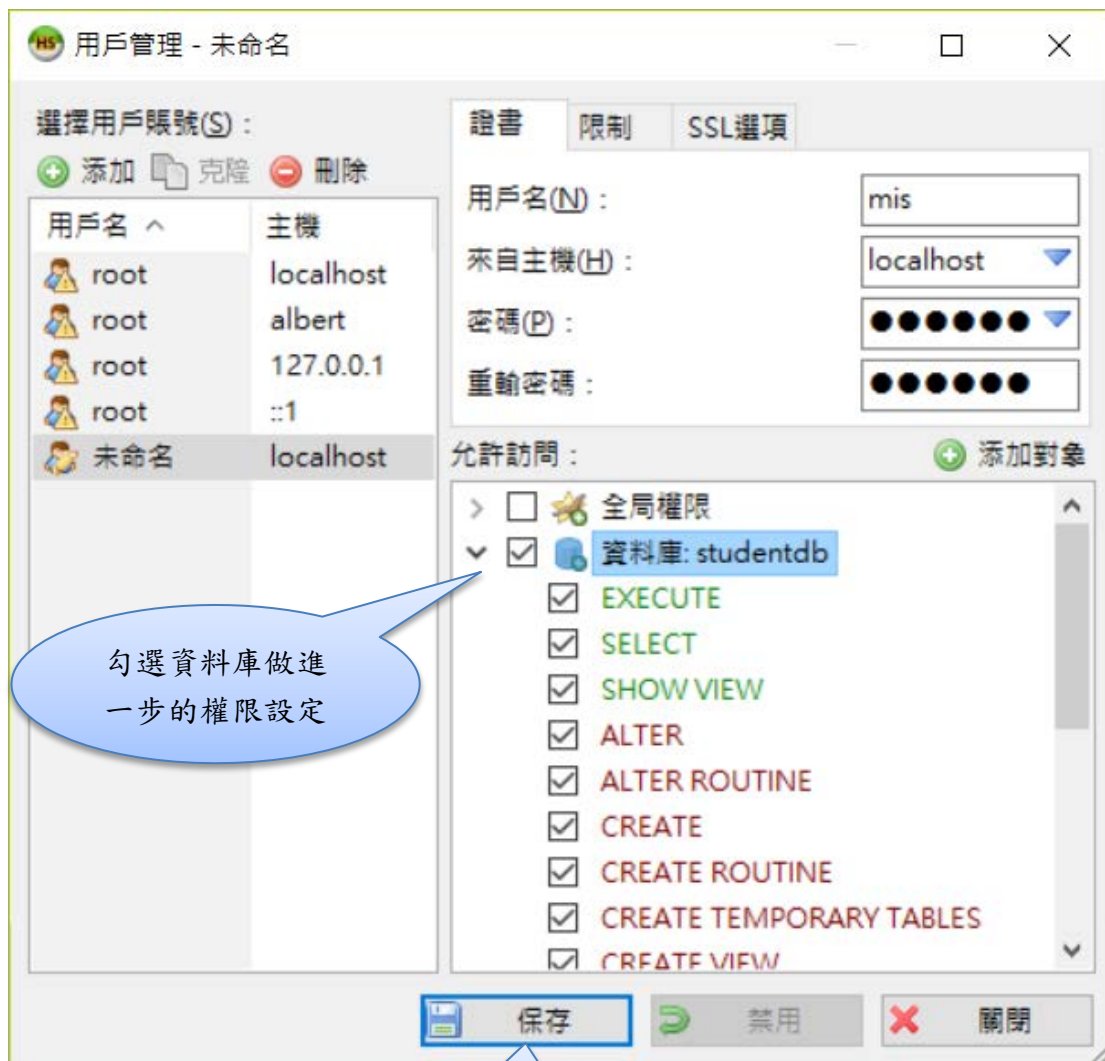 HS 用戶管理 - 未命名
選擇用戶賬號(S) :
添加 克隆 刪除
用戶名 主機
root localhost
root albert
root 127.0.0.1
root ::1
未命名 localhost
證書 限制 SSL選項
用戶名(N) : mis
來自主機(H) : localhost
密碼(P) : ●●●●●●
重輸密碼 : ●●●●●●
允許訪問 : 添加對象
全局權限
資料庫: studentdb
EXECUTE
SELECT
SHOW VIEW
ALTER
ALTER ROUTINE
CREATE
CREATE ROUTINE
CREATE TEMPORARY TABLES
CREATE VIEW
勾選資料庫做進
一步的權限設定
保存 禁用 關閉